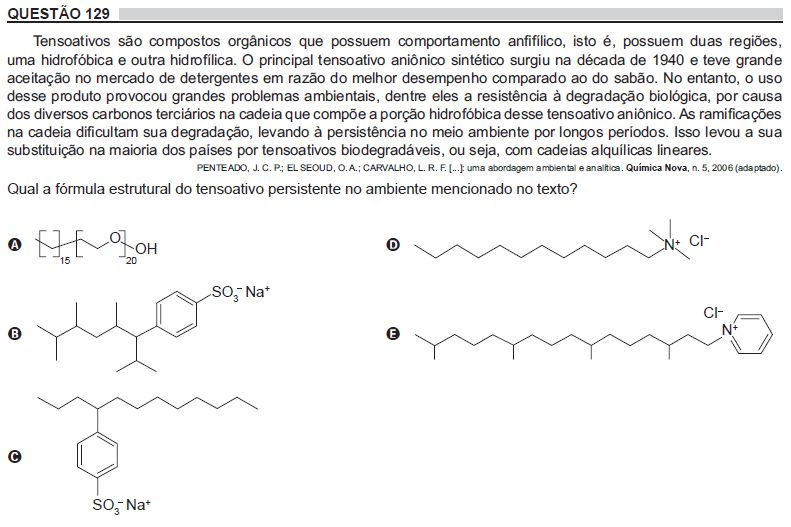 QUESTÃO 129
Tensoativos são compostos orgânicos que possuem comportamento anfifílico, isto é, possuem duas regiões,
uma hidrofóbica e outra hidrofílica. O principal tensoativo aniônico sintético surgiu na década de 1940 e teve grande
aceitação no mercado de detergentes em razão do melhor desempenho comparado ao do sabão. No entanto, o uso
desse produto provocou grandes problemas ambientais, dentre eles a resistência à degradação biológica, por causa
dos diversos carbonos terciários na cadeia que compõe a porção hidrofóbica desse tensoativo aniônico. As ramificações
na cadeia dificultam sua degradação, levando à persistência no meio ambiente por longos períodos. Isso levou a sua
substituição na maioria dos países por tensoativos biodegradáveis, ou seja, com cadeias alquílicas lineares.
PENTEADO, J. C. P.; EL SEOUD, O. A.; CARVALHO, L. R. F. [...]: uma abordagem ambiental e analítica. Química Nova, n. 5, 2006 (adaptado).
Qual a fórmula estrutural do tensoativo persistente no ambiente mencionado no texto?
A
15
O
20
OH
B
SO₃⁻ Na⁺
C
SO₃⁻ Na⁺
D
N⁺ Cl⁻
E
Cl⁻
N⁺